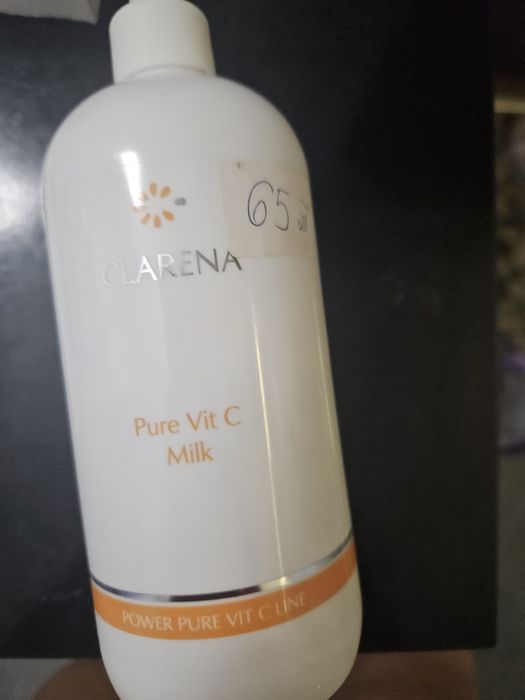 65 zł
CLARENA
Pure Vit C
Milk
POWER PURE VIT C LINE